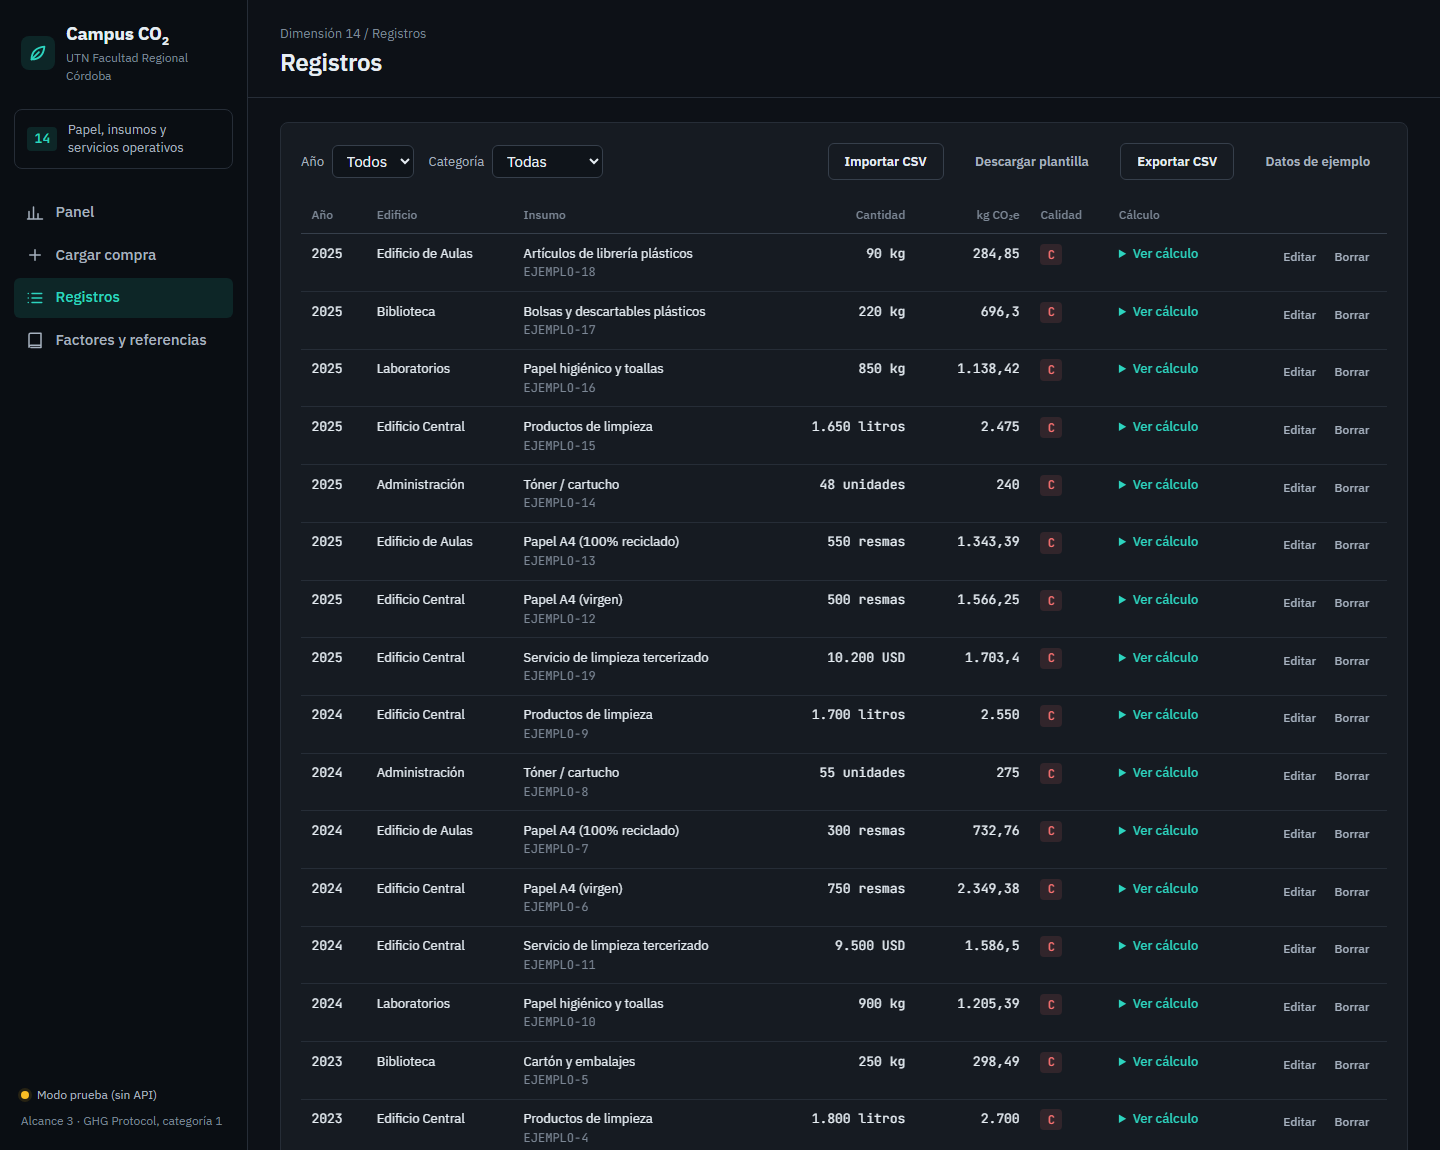 Campus CO₂
UTN Facultad Regional
Córdoba
14
Papel, insumos y
servicios operativos
Panel
Cargar compra
Registros
Factores y referencias
Modo prueba (sin API)
Alcance 3 · GHG Protocol, categoría 1
Dimensión 14 / Registros
Registros
Año Todos Categoría Todas Importar CSV Descargar plantilla Exportar CSV Datos de ejemplo
Año Edificio Insumo Cantidad kg CO₂e Calidad Cálculo
2025 Edificio de Aulas Artículos de librería plásticos 90 kg 284,85 C Ver cálculo Editar Borrar
EJEMPLO-18
2025 Biblioteca Bolsas y descartables plásticos 220 kg 696,3 C Ver cálculo Editar Borrar
EJEMPLO-17
2025 Laboratorios Papel higiénico y toallas 850 kg 1.138,42 C Ver cálculo Editar Borrar
EJEMPLO-16
2025 Edificio Central Productos de limpieza 1.650 litros 2.475 C Ver cálculo Editar Borrar
EJEMPLO-15
2025 Administración Tóner / cartucho 48 unidades 240 C Ver cálculo Editar Borrar
EJEMPLO-14
2025 Edificio de Aulas Papel A4 (100% reciclado) 550 resmas 1.343,39 C Ver cálculo Editar Borrar
EJEMPLO-13
2025 Edificio Central Papel A4 (virgen) 500 resmas 1.566,25 C Ver cálculo Editar Borrar
EJEMPLO-12
2025 Edificio Central Servicio de limpieza tercerizado 10.200 USD 1.703,4 C Ver cálculo Editar Borrar
EJEMPLO-19
2024 Edificio Central Productos de limpieza 1.700 litros 2.550 C Ver cálculo Editar Borrar
EJEMPLO-9
2024 Administración Tóner / cartucho 55 unidades 275 C Ver cálculo Editar Borrar
EJEMPLO-8
2024 Edificio de Aulas Papel A4 (100% reciclado) 300 resmas 732,76 C Ver cálculo Editar Borrar
EJEMPLO-7
2024 Edificio Central Papel A4 (virgen) 750 resmas 2.349,38 C Ver cálculo Editar Borrar
EJEMPLO-6
2024 Edificio Central Servicio de limpieza tercerizado 9.500 USD 1.586,5 C Ver cálculo Editar Borrar
EJEMPLO-11
2024 Laboratorios Papel higiénico y toallas 900 kg 1.205,39 C Ver cálculo Editar Borrar
EJEMPLO-10
2023 Biblioteca Cartón y embalajes 250 kg 298,49 C Ver cálculo Editar Borrar
EJEMPLO-5
2023 Edificio Central Productos de limpieza 1.800 litros 2.700 C Ver cálculo Editar Borrar
EJEMPLO-4